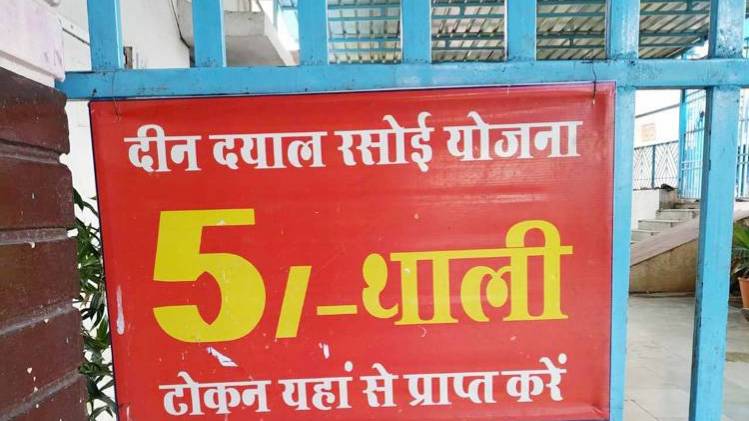 दीन दयाल रसोई योजना
5/-थाली
टोकन यहां से प्राप्त करें